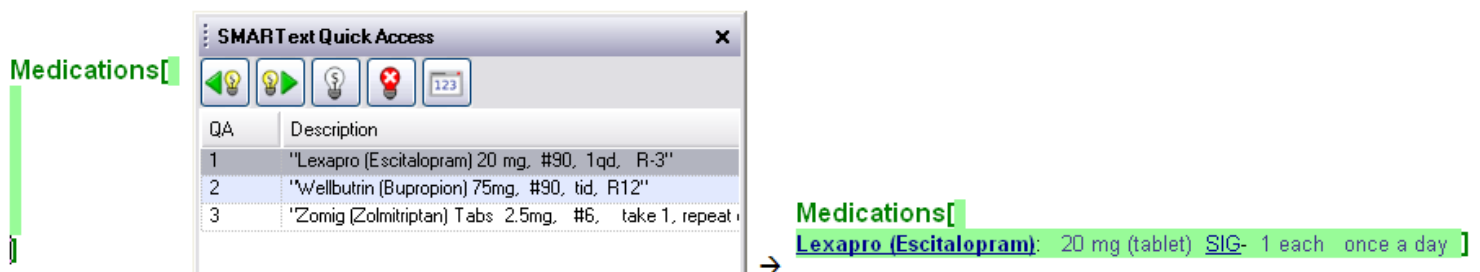 Medications[
]
SMARText Quick Access
123
QA Description
1 "Lexapro (Escitalopram) 20 mg, #90, 1qd, R-3"
2 "Wellbutrin (Bupropion) 75mg, #90, tid, R12"
3 "Zomig (Zolmitriptan) Tabs 2.5mg, #6, take 1, repeat
→
Medications[
Lexapro (Escitalopram): 20 mg (tablet) SIG- 1 each once a day ]